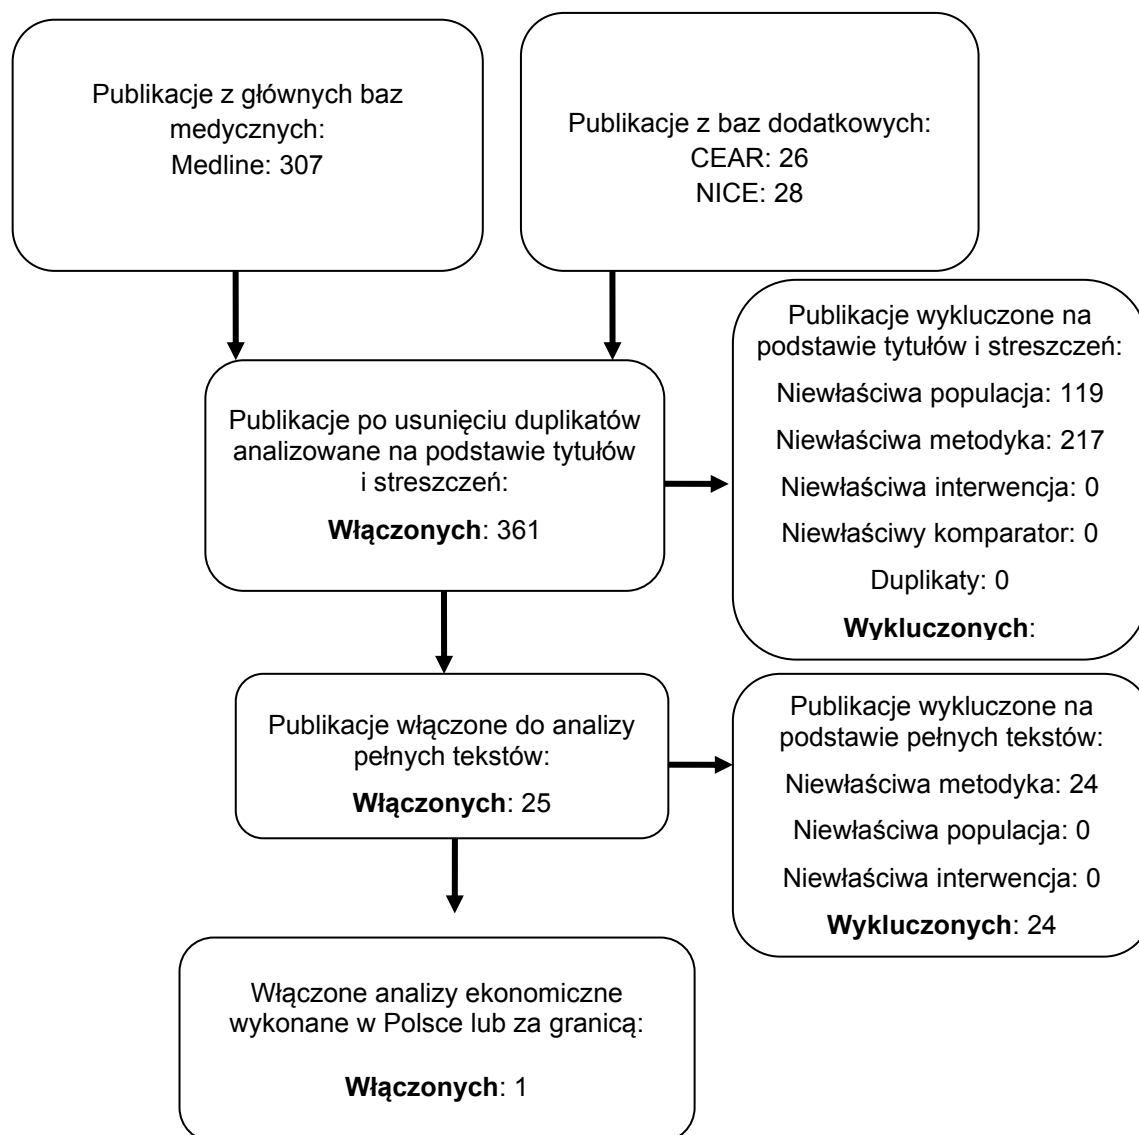 Publikacje z głównych baz
medycznych:
Medline: 307
Publikacje z baz dodatkowych:
CEAR: 26
NICE: 28
Publikacje po usunięciu duplikatów
analizowane na podstawie tytułów
i streszczeń:
Włączonych: 361
Publikacje wykluczone na
podstawie tytułów i streszczeń:
Niewłaściwa populacja: 119
Niewłaściwa metodyka: 217
Niewłaściwa interwencja: 0
Niewłaściwy komparator: 0
Duplikaty: 0
Wykluczonych:
Publikacje włączone do analizy
pełnych tekstów:
Włączonych: 25
Publikacje wykluczone na
podstawie pełnych tekstów:
Niewłaściwa metodyka: 24
Niewłaściwa populacja: 0
Niewłaściwa interwencja: 0
Wykluczonych: 24
Włączone analizy ekonomiczne
wykonane w Polsce lub za granicą:
Włączonych: 1